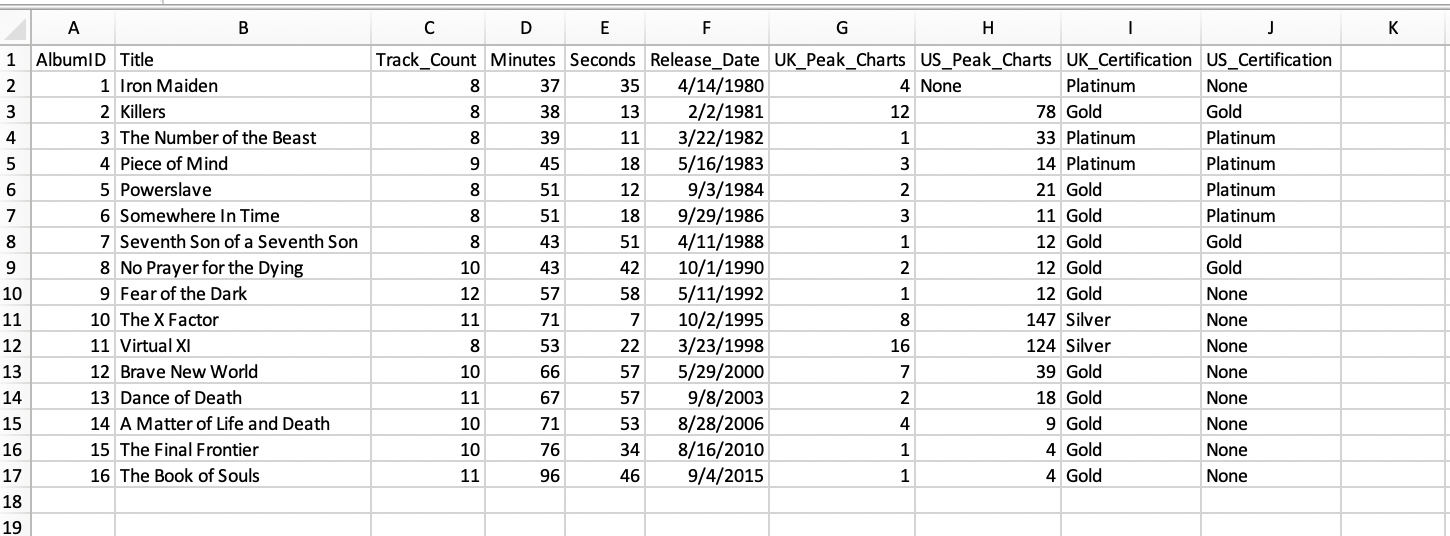 A B C D E F G H I J K
1 AlbumID Title Track_Count Minutes Seconds Release_Date UK_Peak_Charts US_Peak_Charts UK_Certification US_Certification
2 1 Iron Maiden 8 37 35 4/14/1980 4 None Platinum None
3 2 Killers 8 38 13 2/2/1981 12 78 Gold Gold
4 3 The Number of the Beast 8 39 11 3/22/1982 1 33 Platinum Platinum
5 4 Piece of Mind 9 45 18 5/16/1983 3 14 Platinum Platinum
6 5 Powerslave 8 51 12 9/3/1984 2 21 Gold Platinum
7 6 Somewhere In Time 8 51 18 9/29/1986 3 11 Gold Platinum
8 7 Seventh Son of a Seventh Son 8 43 51 4/11/1988 1 12 Gold Gold
9 8 No Prayer for the Dying 10 43 42 10/1/1990 2 12 Gold Gold
10 9 Fear of the Dark 12 57 58 5/11/1992 1 12 Gold None
11 10 The X Factor 11 71 7 10/2/1995 8 147 Silver None
12 11 Virtual XI 8 53 22 3/23/1998 16 124 Silver None
13 12 Brave New World 10 66 57 5/29/2000 7 39 Gold None
14 13 Dance of Death 11 67 57 9/8/2003 2 18 Gold None
15 14 A Matter of Life and Death 10 71 53 8/28/2006 4 9 Gold None
16 15 The Final Frontier 10 76 34 8/16/2010 1 4 Gold None
17 16 The Book of Souls 11 96 46 9/4/2015 1 4 Gold None
18
19